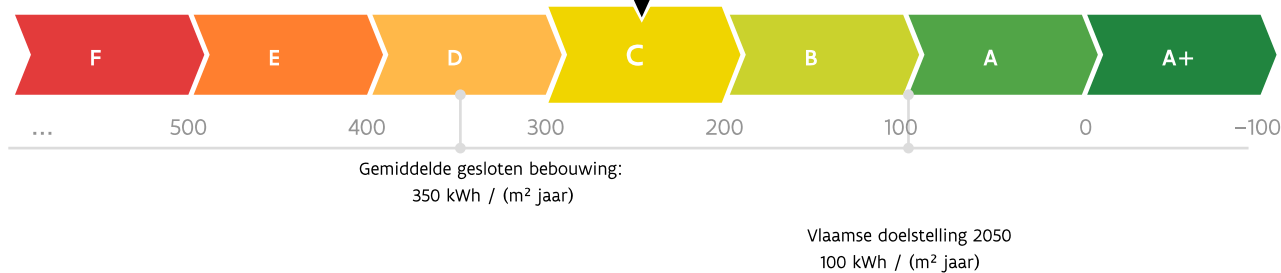 F E D C B A A+
... 500 400 300 200 100 0 −100
Gemiddelde gesloten bebouwing:
350 kWh / (m² jaar)
Vlaamse doelstelling 2050
100 kWh / (m² jaar)